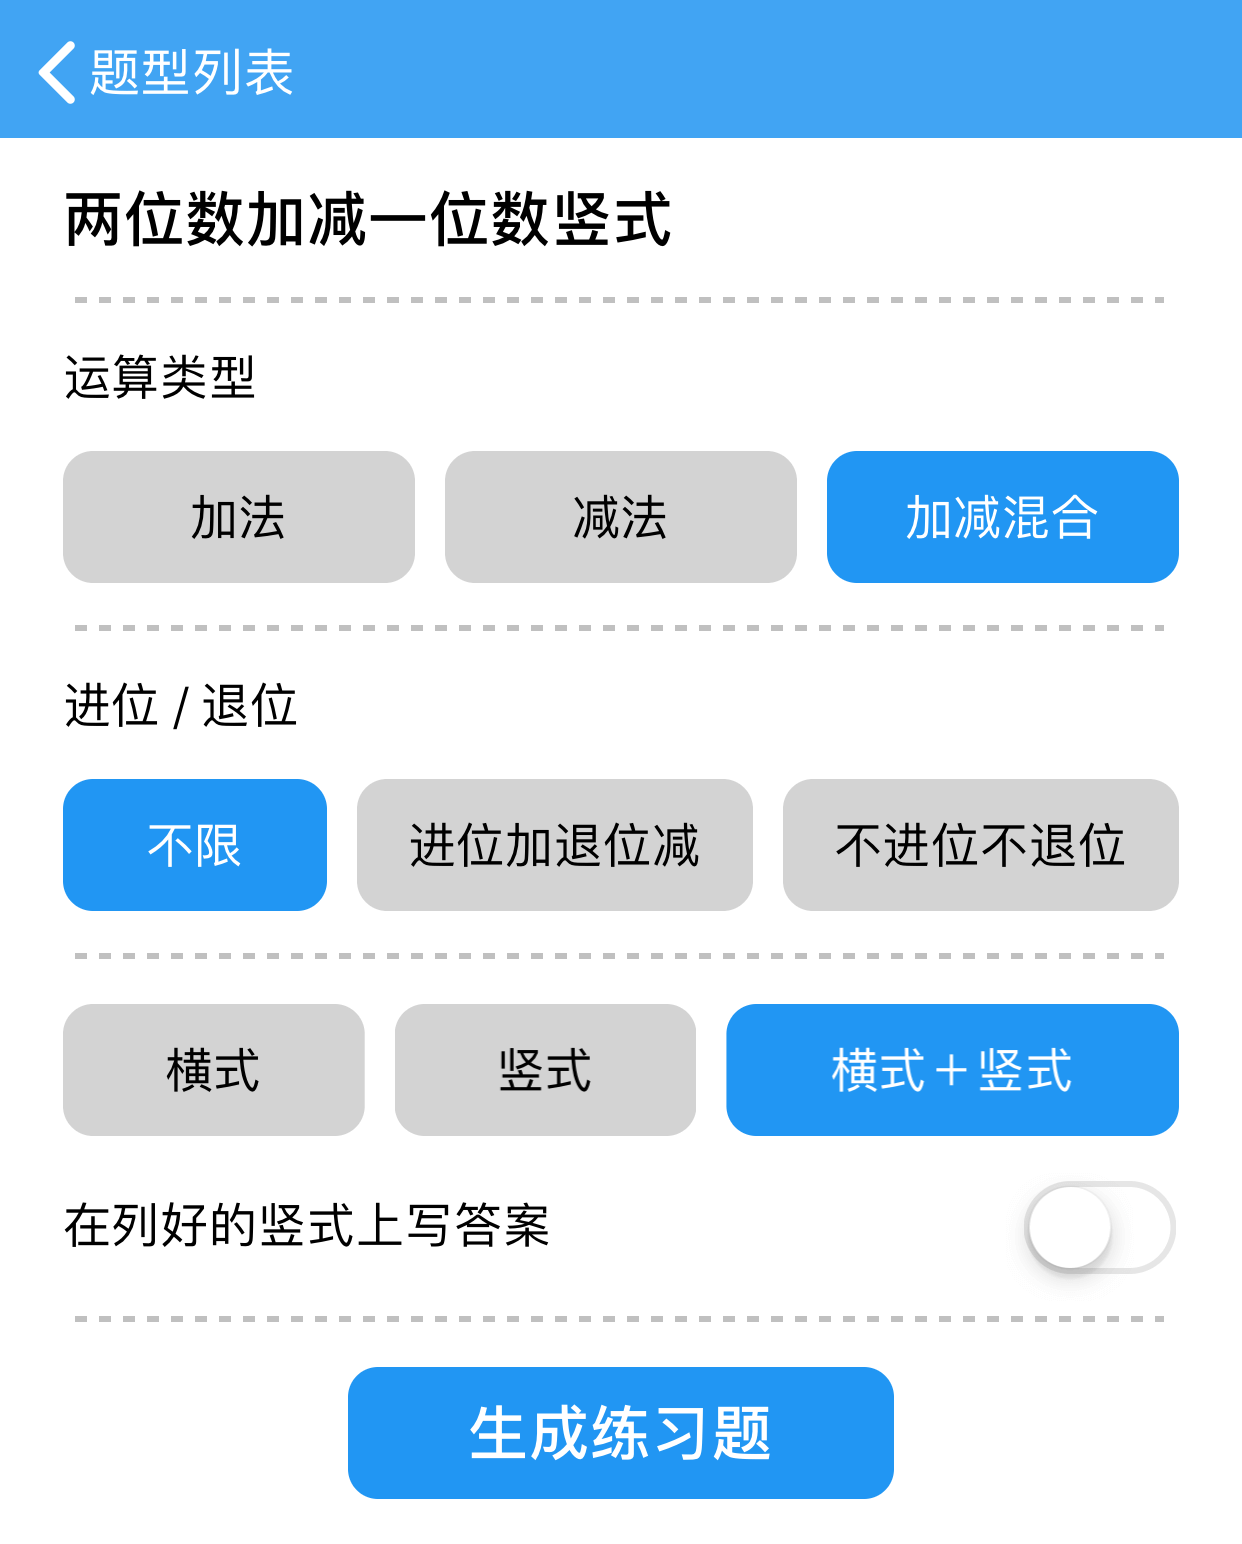 题型列表
两位数加减一位数竖式
运算类型
加法 减法 加减混合
进位 / 退位
不限 进位加退位减 不进位不退位
横式 竖式 横式＋竖式
在列好的竖式上写答案
生成练习题